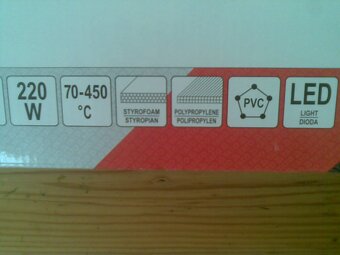 220
W
70-450
°C
STYROFOAM
STYROPIAN
POLYPROPYLENE
POLIPROPYLEN
PVC
LED
LIGHT
DIODA